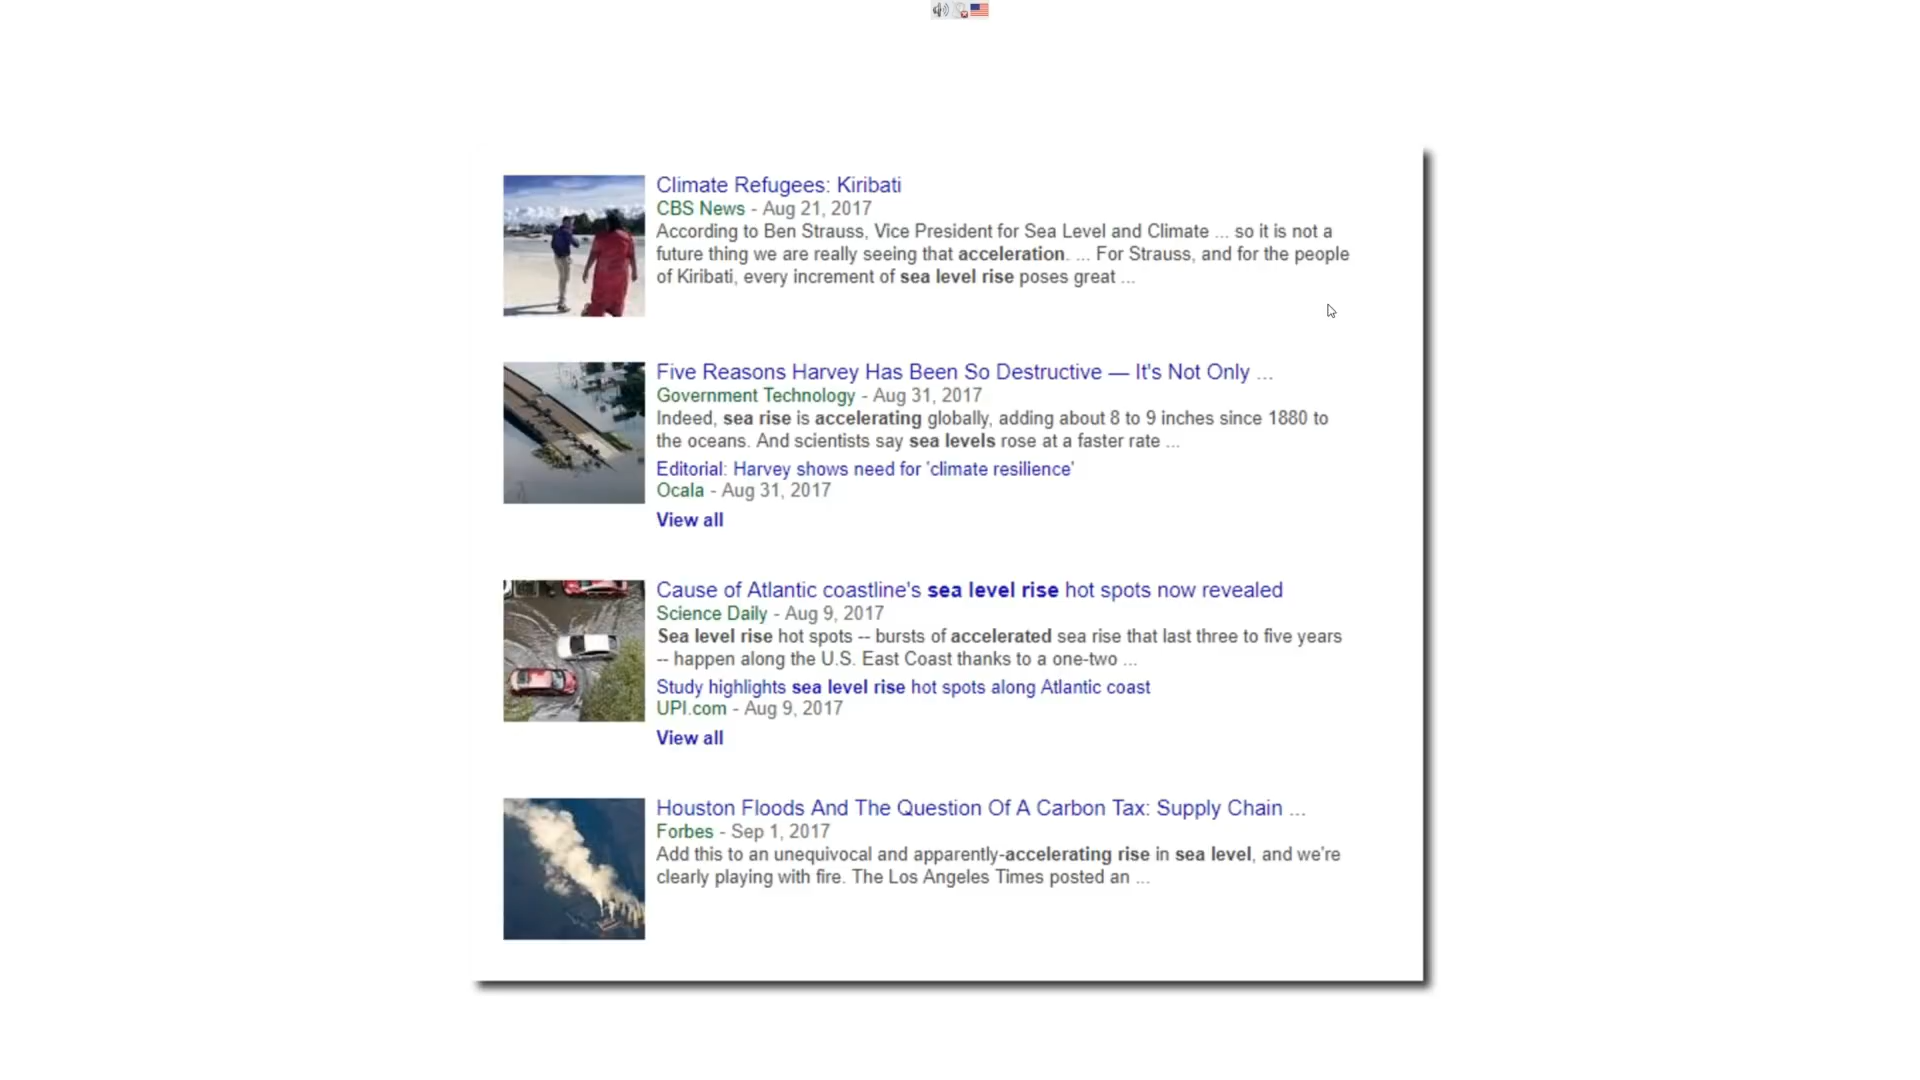 Climate Refugees: Kiribati
CBS News - Aug 21, 2017
According to Ben Strauss, Vice President for Sea Level and Climate ... so it is not a
future thing we are really seeing that acceleration. ... For Strauss, and for the people
of Kiribati, every increment of sea level rise poses great ...
Five Reasons Harvey Has Been So Destructive — It's Not Only ...
Government Technology - Aug 31, 2017
Indeed, sea rise is accelerating globally, adding about 8 to 9 inches since 1880 to
the oceans. And scientists say sea levels rose at a faster rate ...
Editorial: Harvey shows need for 'climate resilience'
Ocala - Aug 31, 2017
View all
Cause of Atlantic coastline's sea level rise hot spots now revealed
Science Daily - Aug 9, 2017
Sea level rise hot spots -- bursts of accelerated sea rise that last three to five years
-- happen along the U.S. East Coast thanks to a one-two ...
Study highlights sea level rise hot spots along Atlantic coast
UPI.com - Aug 9, 2017
View all
Houston Floods And The Question Of A Carbon Tax: Supply Chain ...
Forbes - Sep 1, 2017
Add this to an unequivocal and apparently-accelerating rise in sea level, and we're
clearly playing with fire. The Los Angeles Times posted an ...